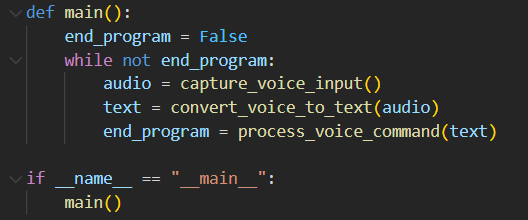 def main():
    end_program = False
    while not end_program:
        audio = capture_voice_input()
        text = convert_voice_to_text(audio)
        end_program = process_voice_command(text)

if __name__ == "__main__":
    main()